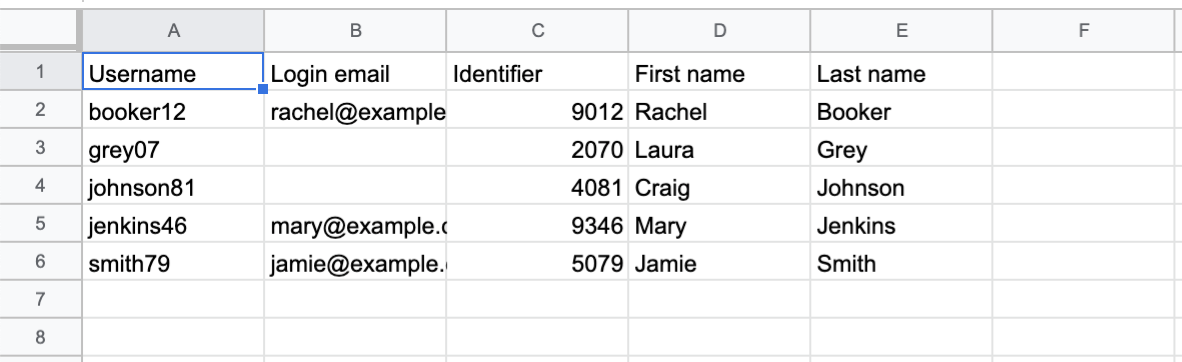 A B C D E F
1 Username Login email Identifier First name Last name
2 booker12 rachel@example 9012 Rachel Booker
3 grey07 2070 Laura Grey
4 johnson81 4081 Craig Johnson
5 jenkins46 mary@example.c 9346 Mary Jenkins
6 smith79 jamie@example. 5079 Jamie Smith
7
8